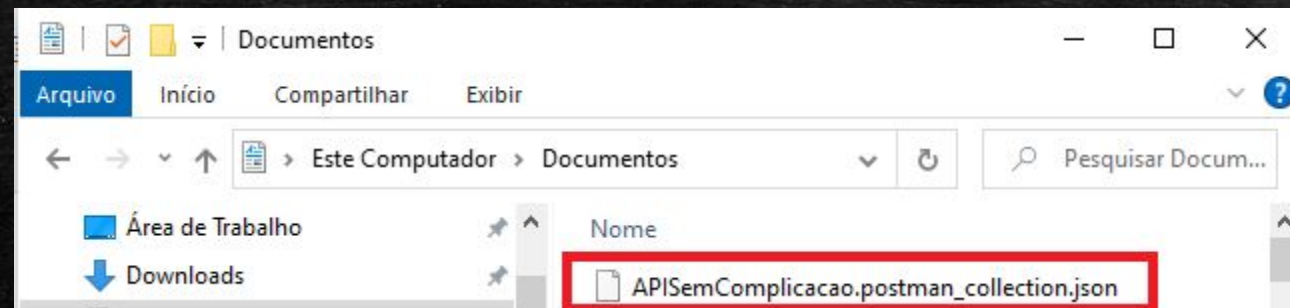 Documentos
Arquivo Início Compartilhar Exibir ?
Este Computador > Documentos Pesquisar Docum...
Área de Trabalho Nome
Downloads APISemComplicacao.postman_collection.json